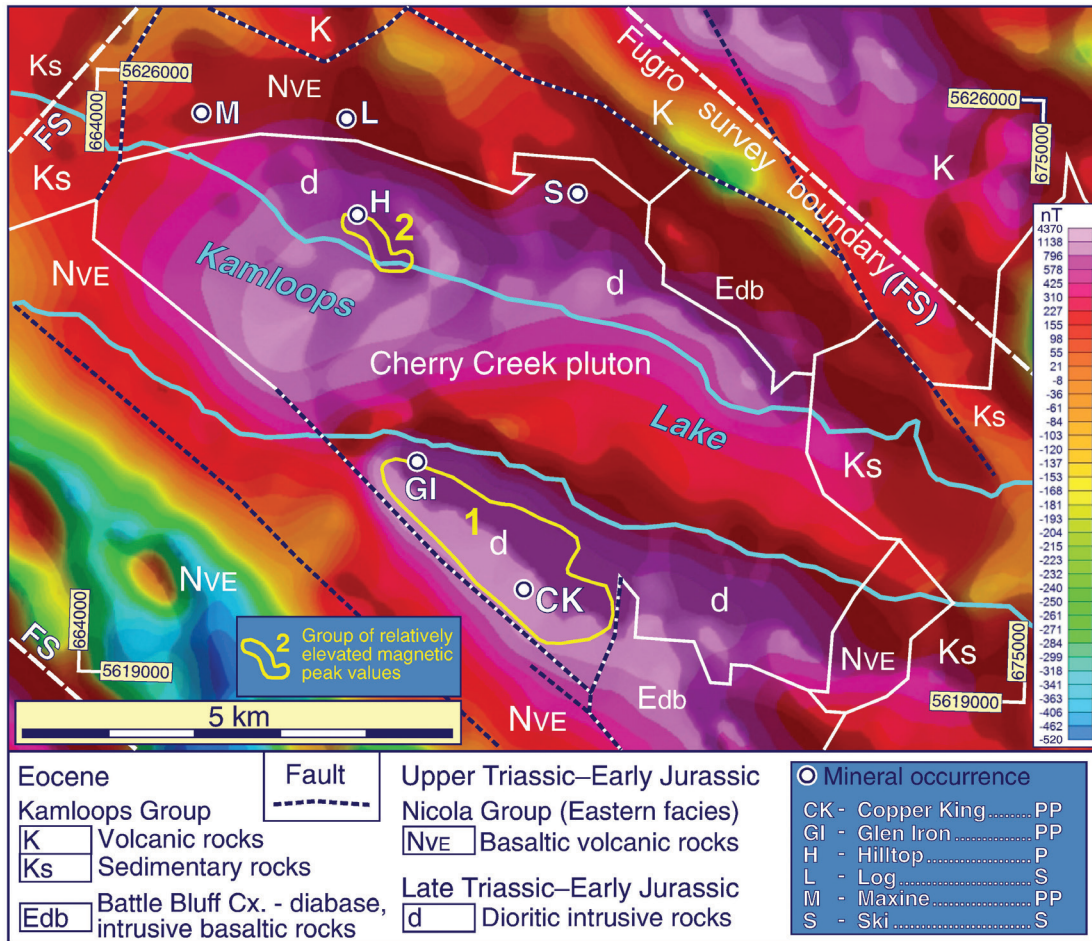 Ks
K
5626000
664000
FS
NVE
M
L
K
Fugro survey boundary (FS)
K
5626000
675000
Ks
d
H
2
S
Kamloops
NVE
d
Edb
Cherry Creek pluton
Lake
Ks
Ks
GI
1
d
CK
d
NVE
NVE
Ks
675000
5619000
Edb
NVE
FS
664000
5619000
2 Group of relatively
elevated magnetic
peak values
5 km
nT
4370
1138
796
578
425
310
227
155
98
55
21
-8
-36
-61
-84
-103
-120
-137
-153
-168
-181
-193
-204
-215
-223
-232
-240
-250
-261
-271
-284
-299
-318
-341
-363
-406
-462
-520
Eocene
Kamloops Group
K Volcanic rocks
Ks Sedimentary rocks
Edb Battle Bluff Cx. - diabase,
intrusive basaltic rocks
Fault
Upper Triassic–Early Jurassic
Nicola Group (Eastern facies)
NVE Basaltic volcanic rocks
Late Triassic–Early Jurassic
d Dioritic intrusive rocks
Mineral occurrence
CK - Copper King........PP
GI - Glen Iron..............PP
H - Hilltop....................P
L - Log........................S
M - Maxine.................PP
S - Ski.........................S